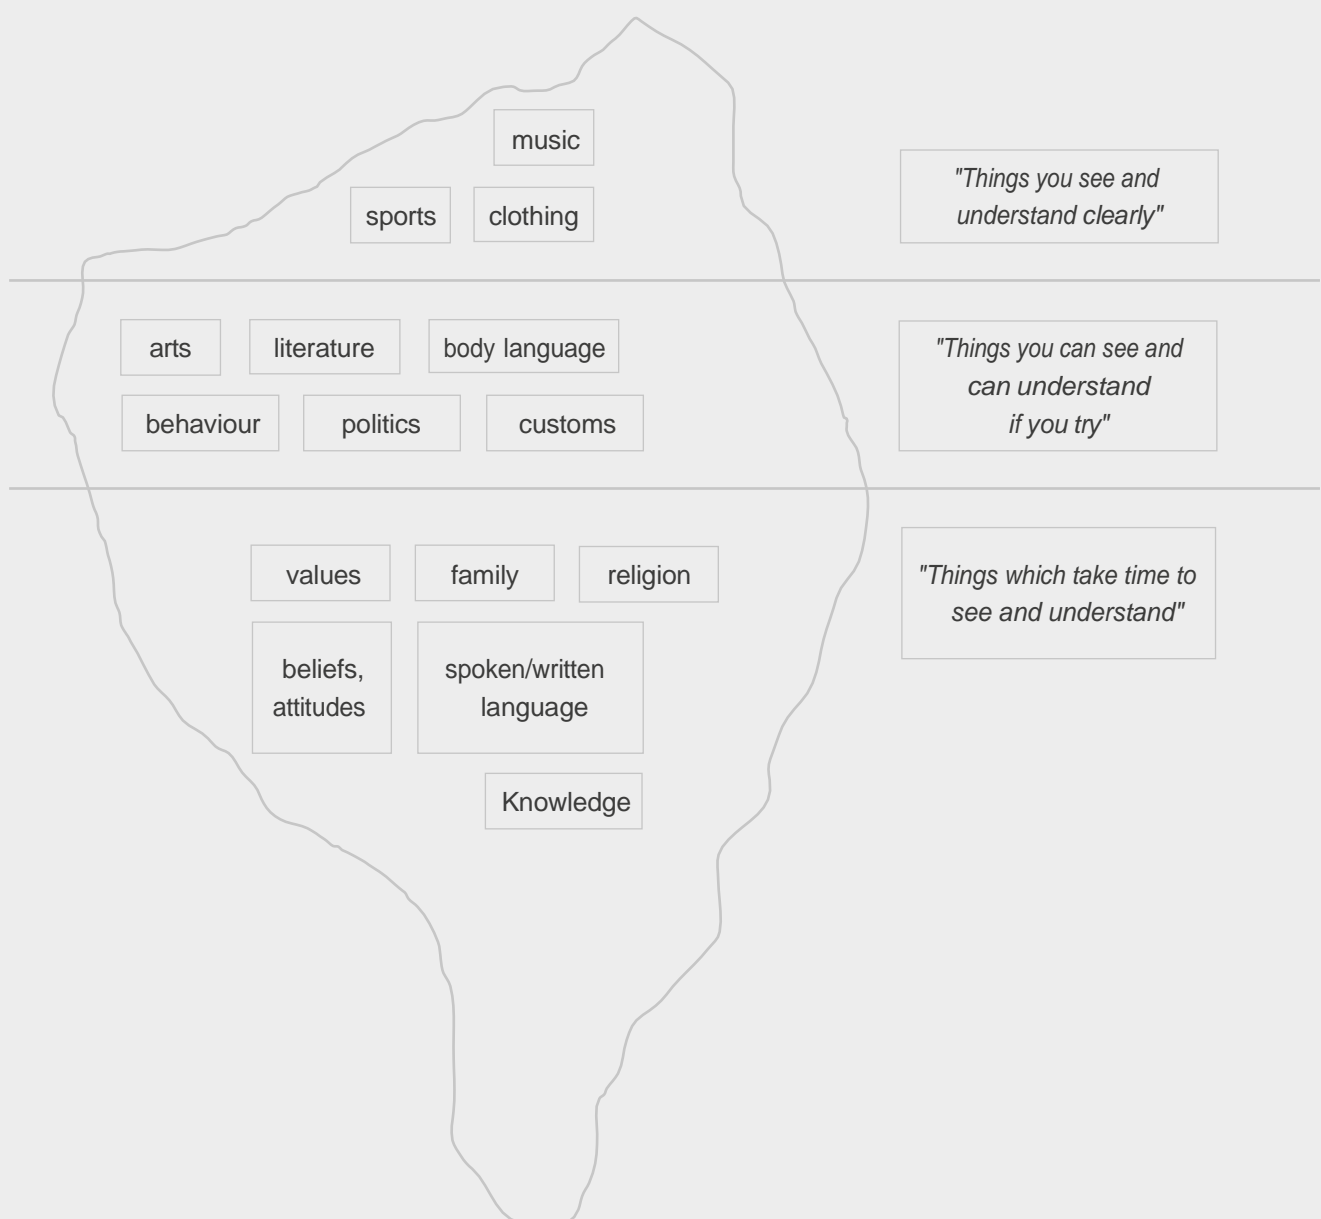 music
sports
clothing
"Things you see and
understand clearly"
arts
literature
body language
behaviour
politics
customs
"Things you can see and
can understand
if you try"
values
family
religion
beliefs,
attitudes
spoken/written
language
Knowledge
"Things which take time to
see and understand"